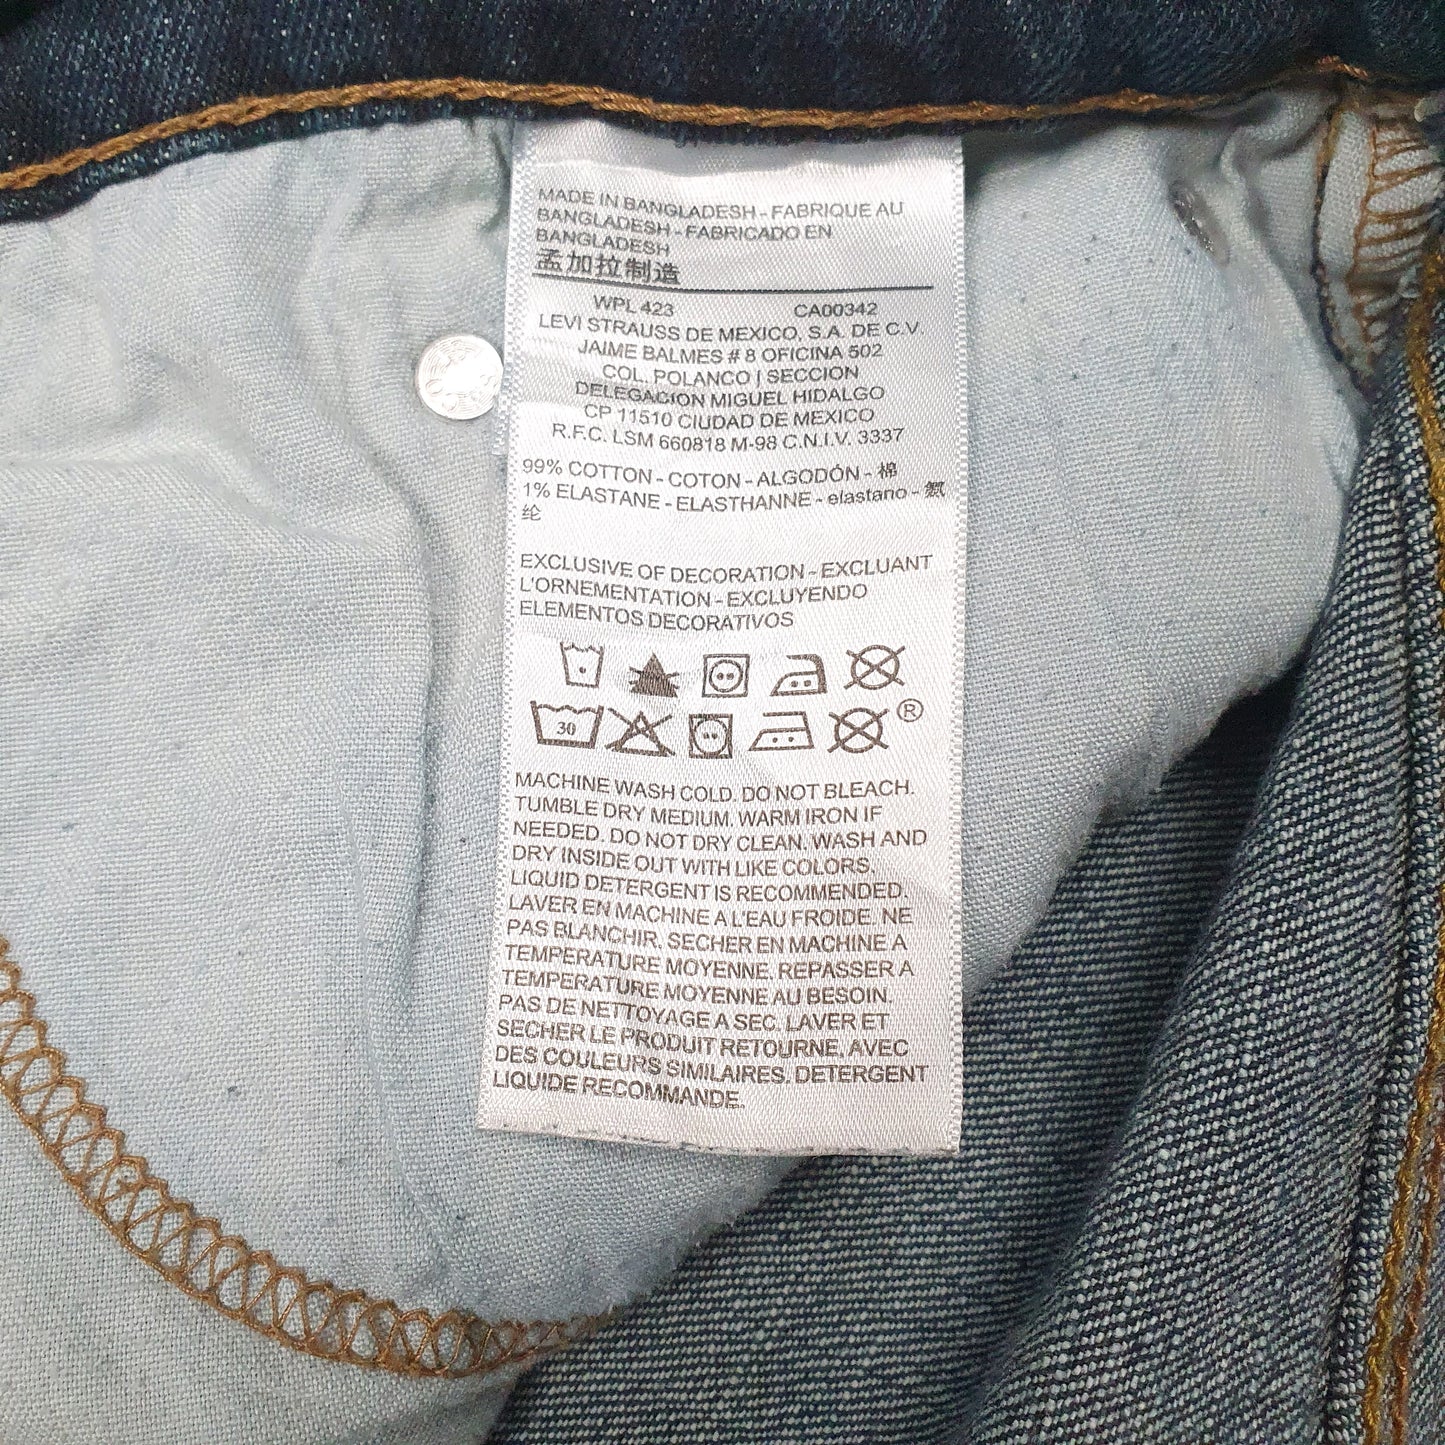 MADE IN BANGLADESH - FABRIQUE AU
BANGLADESH - FABRICADO EN
BANGLADESH
孟加拉制造
WPL 423 CA00342
LEVI STRAUSS DE MEXICO, S.A. DE C.V.
JAIME BALMES # 8 OFICINA 502
COL. POLANCO I SECCION
DELEGACION MIGUEL HIDALGO
CP 11510 CIUDAD DE MEXICO
R.F.C. LSM 660818 M-98 C.N.I.V. 3337
99% COTTON - COTON - ALGODÓN - 棉
1% ELASTANE - ELASTHANNE - elastano - 氨
纶
EXCLUSIVE OF DECORATION - EXCLUANT
L'ORNEMENTATION - EXCLUYENDO
ELEMENTOS DECORATIVOS
30 ®
MACHINE WASH COLD. DO NOT BLEACH.
TUMBLE DRY MEDIUM. WARM IRON IF
NEEDED. DO NOT DRY CLEAN. WASH AND
DRY INSIDE OUT WITH LIKE COLORS.
LIQUID DETERGENT IS RECOMMENDED.
LAVER EN MACHINE A L'EAU FROIDE. NE
PAS BLANCHIR. SECHER EN MACHINE A
TEMPERATURE MOYENNE. REPASSER A
TEMPERATURE MOYENNE AU BESOIN.
PAS DE NETTOYAGE A SEC. LAVER ET
SECHER LE PRODUIT RETOURNE, AVEC
DES COULEURS SIMILAIRES. DETERGENT
LIQUIDE RECOMMANDE.